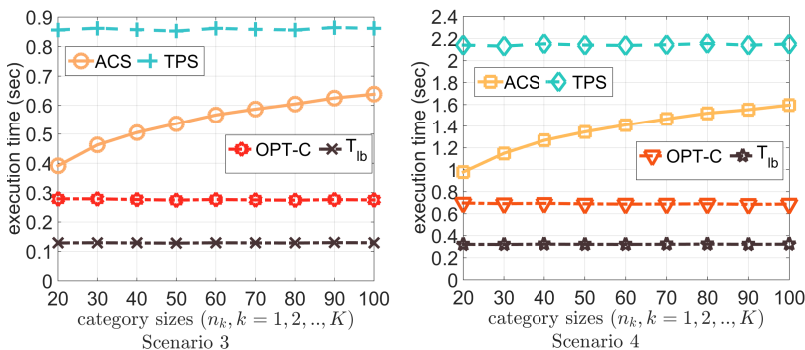 0.9
0.8
0.7
0.6
0.5
0.4
0.3
0.2
0.1
0
execution time (sec)
ACS TPS
OPT-C T_lb
20 30 40 50 60 70 80 90 100
category sizes (n_k, k = 1, 2, .., K)
Scenario 3
2.4
2.2
2
1.8
1.6
1.4
1.2
1
0.8
0.6
0.4
0.2
0
execution time (sec)
ACS TPS
OPT-C T_lb
20 30 40 50 60 70 80 90 100
category sizes (n_k, k = 1, 2, .., K)
Scenario 4